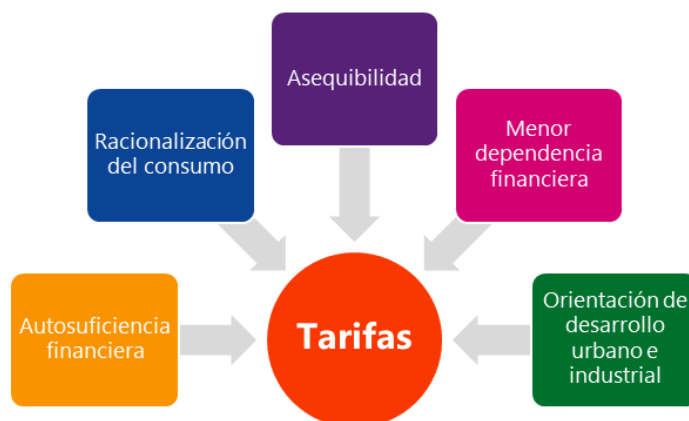 Autosuficiencia
financiera
Racionalización
del consumo
Asequibilidad
Menor
dependencia
financiera
Orientación de
desarrollo
urbano e
industrial
Tarifas